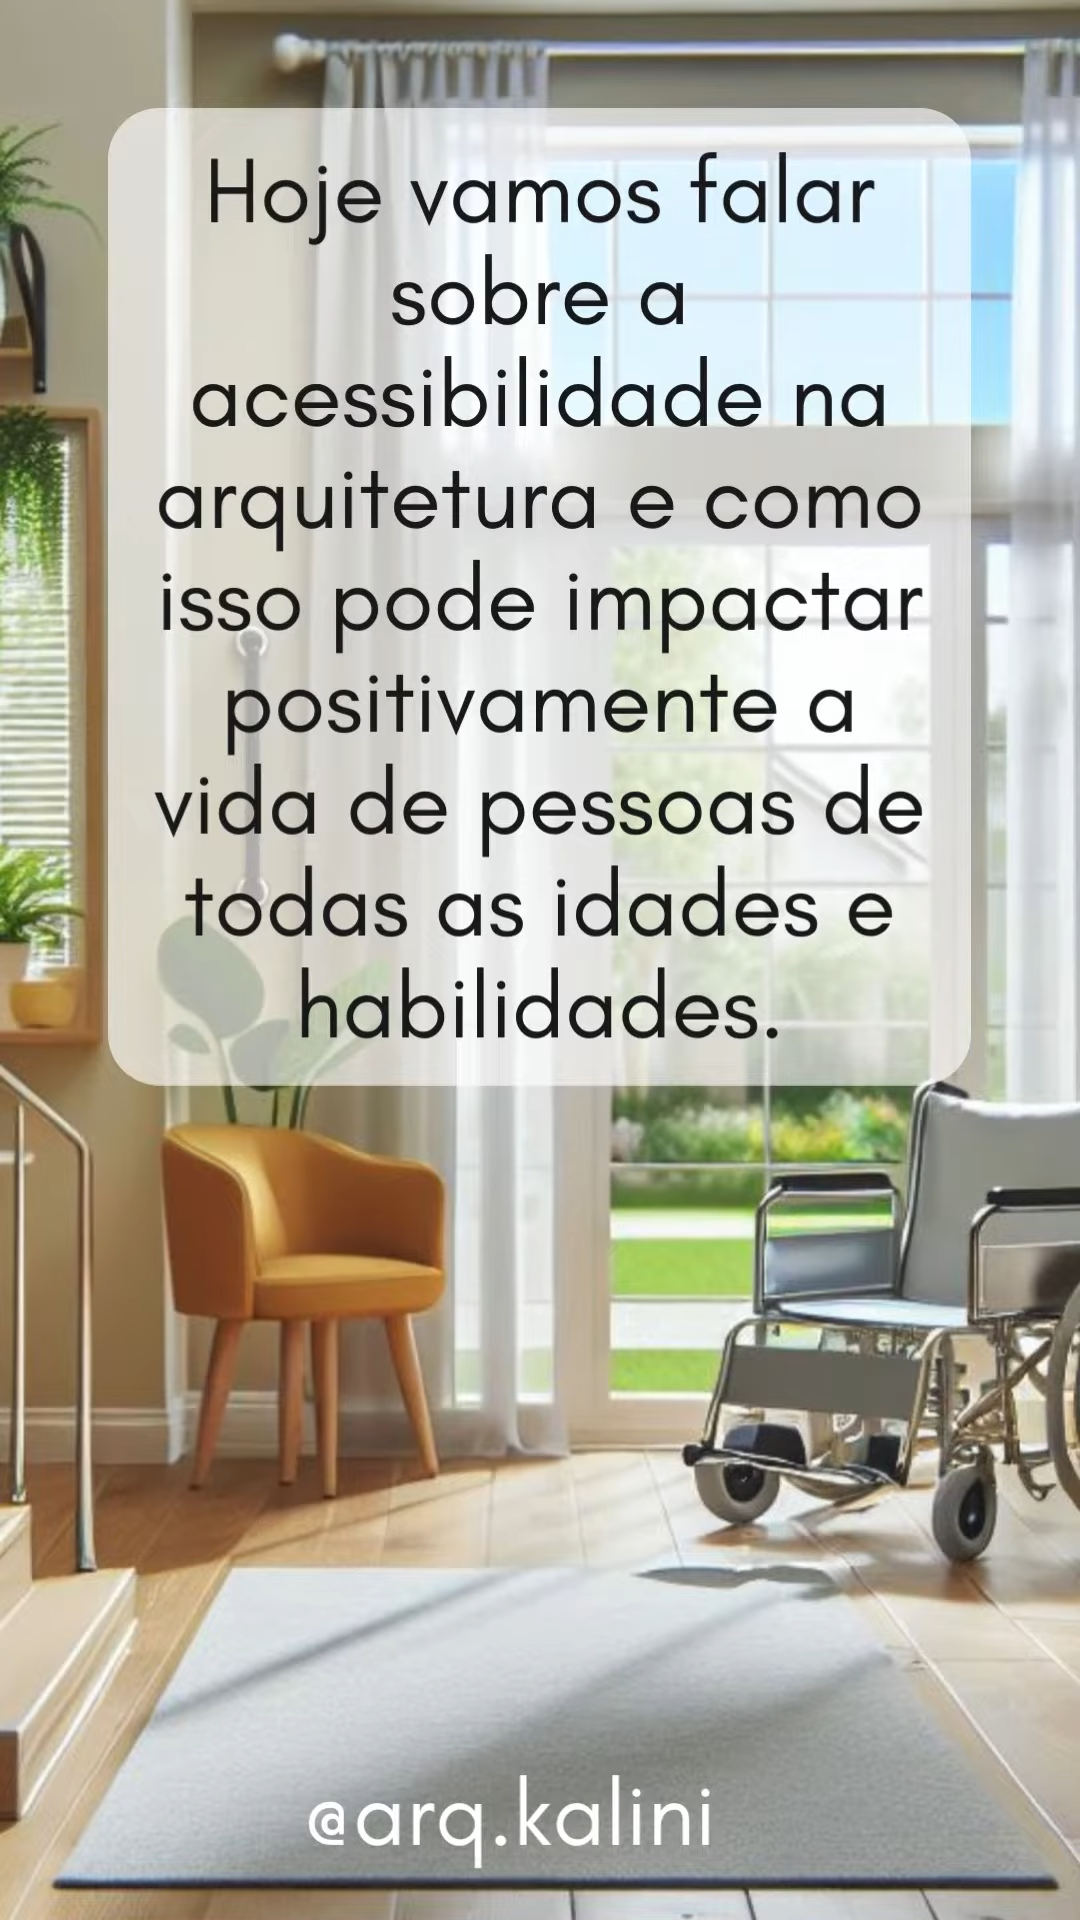 Hoje vamos falar
sobre a
acessibilidade na
arquitetura e como
isso pode impactar
positivamente a
vida de pessoas de
todas as idades e
habilidades.
@arq.kalini